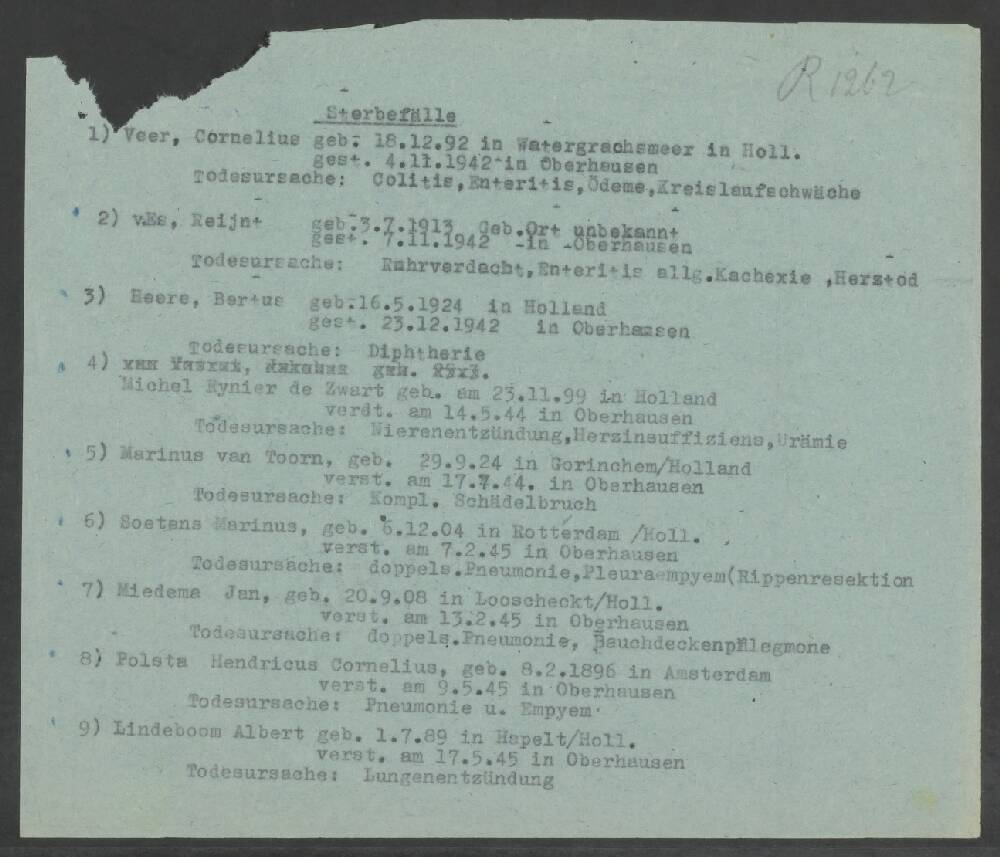 R 1262
Sterbefälle
1) Veer, Cornelius geb. 18.12.92 in Watergrachsmeer in Holl.
gest. 4.11.1942 in Oberhausen
Todesursache: Colitis,Enteritis,Ödeme,Kreislaufschwäche
2) v.Es, Reijnt geb.3.7.1913 Geb.Ort unbekannt
gest. 7.11.1942 in Oberhausen
Todesursache: Ruhrverdacht,Enteritis allg.Kachexie ,Herztod
3) Heere, Bertus geb.16.5.1924 in Holland
gest. 23.12.1942 in Oberhausen
Todesursache: Diphtherie
4)
Michel Rynier de Zwart geb. am 23.11.99 in Holland
verdt. am 14.5.44 in Oberhausen
Todesursache: Nierenentzündung,Herzinsuffiziens,Urämie
5) Marinus van Toorn, geb. 29.9.24 in Gorinchem/Holland
verst. am 17.7.44. in Oberhausen
Todesursache: Kompl. Schädelbruch
6) Soetens Marinus, geb. 6.12.04 in Rotterdam /Holl.
verst. am 7.2.45 in Oberhausen
Todesursache: doppels.Pneumonie,Pleuraempyem(Rippenresektion
7) Miedema Jan, geb. 20.9.08 in Looscheckt/Holl.
verst. am 13.2.45 in Oberhausen
Todesursache: doppels.Pneumonie, Bauchdeckenphlegmone
8) Polsta Hendricus Cornelius, geb. 8.2.1896 in Amsterdam
verst. am 9.5.45 in Oberhausen
Todesursache: Pneumonie u. Empyem
9) Lindeboom Albert geb. 1.7.89 in Hapelt/Holl.
verst. am 17.5.45 in Oberhausen
Todesursache: Lungenentzündung